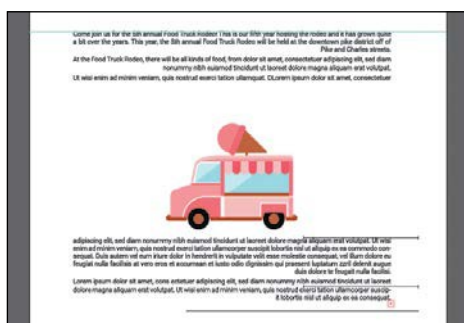 Come join us for the 5th annual Food Truck Rodeo! This is our fifth year hosting the rodeo and it has grown quite
a bit over the years. This year, the 5th annual Food Truck Rodeo will be held at the downtown pike district off of
Pike and Charles streets.
At the Food Truck Rodeo, there will be all kinds of food, from dolor sit amet, consectetuer adipiscing elit, sed diam
nonummy nibh euismod tincidunt ut laoreet dolore magna aliquam erat volutpat.
Ut wisi enim ad minim veniam, quis nostrud exerci tation ullamcorper. DLorem ipsum dolor sit amet, consectetuer
adipiscing elit, sed diam nonummy nibh euismod tincidunt ut laoreet dolore magna aliquam erat volutpat. Ut wisi
enim ad minim veniam, quis nostrud exerci tation ullamcorper suscipit lobortis nisl ut aliquip ex ea commodo con-
sequat. Duis autem vel eum iriure dolor in hendrerit in vulputate velit esse molestie consequat, vel illum dolore eu
feugiat nulla facilisis at vero eros et accumsan et iusto odio dignissim qui praesent luptatum zzril delenit augue
duis dolore te feugait nulla facilisi.
Lorem ipsum dolor sit amet, cons ectetuer adipiscing elit, sed diam nonummy nibh euismod tincidunt ut laoreet
dolore magna aliquam erat volutpat. Ut wisi enim ad minim veniam, quis nostrud exerci tation ullamcorper suscip-
it lobortis nisl ut aliquip ex ea consequat.